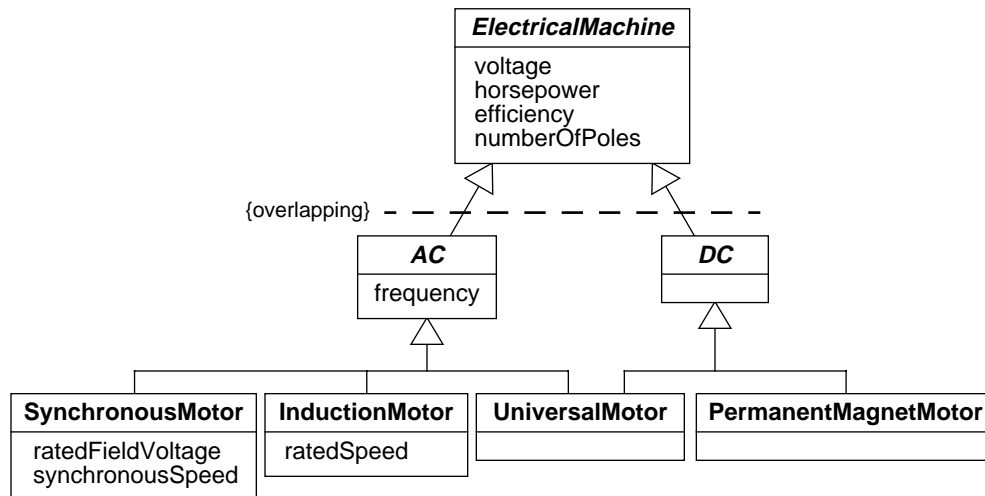 ElectricalMachine
voltage
horsepower
efficiency
numberOfPoles
{overlapping}
AC
frequency
DC
SynchronousMotor
ratedFieldVoltage
synchronousSpeed
InductionMotor
ratedSpeed
UniversalMotor
PermanentMagnetMotor